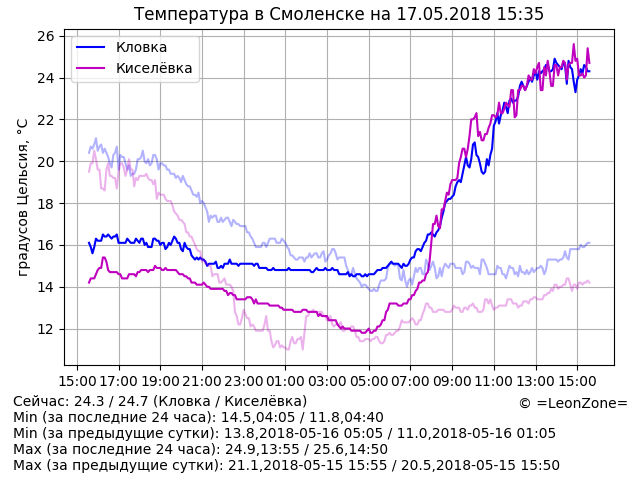 Температура в Смоленске на 17.05.2018 15:35
градусов Цельсия, °C
26
24
22
20
18
16
14
12
Кловка
Киселёвка
15:00 17:00 19:00 21:00 23:00 01:00 03:00 05:00 07:00 09:00 11:00 13:00 15:00
Сейчас: 24.3 / 24.7 (Кловка / Киселёвка)
© =LeonZone=
Min (за последние 24 часа): 14.5,04:05 / 11.8,04:40
Min (за предыдущие сутки): 13.8,2018-05-16 05:05 / 11.0,2018-05-16 01:05
Max (за последние 24 часа): 24.9,13:55 / 25.6,14:50
Max (за предыдущие сутки): 21.1,2018-05-15 15:55 / 20.5,2018-05-15 15:50